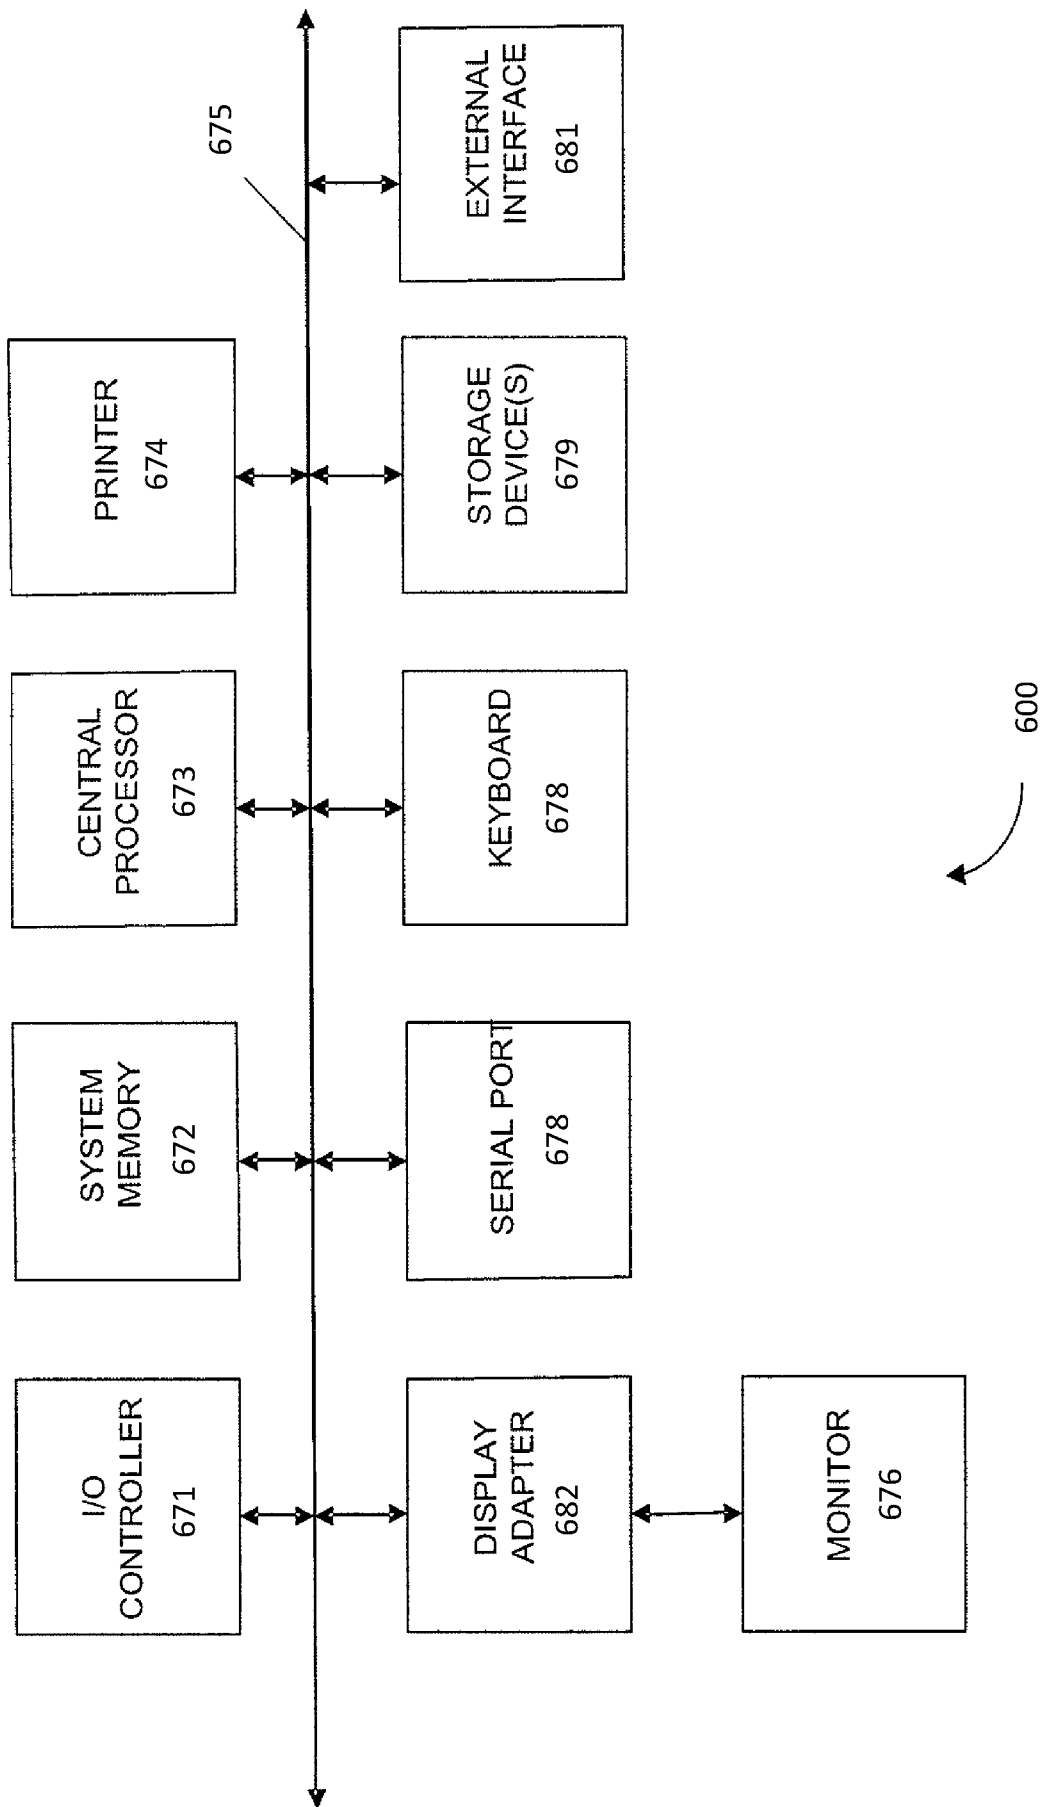 I/O
CONTROLLER
671
SYSTEM
MEMORY
672
CENTRAL
PROCESSOR
673
PRINTER
674
675
DISPLAY
ADAPTER
682
SERIAL PORT
678
KEYBOARD
678
STORAGE
DEVICE(S)
679
EXTERNAL
INTERFACE
681
MONITOR
676
600